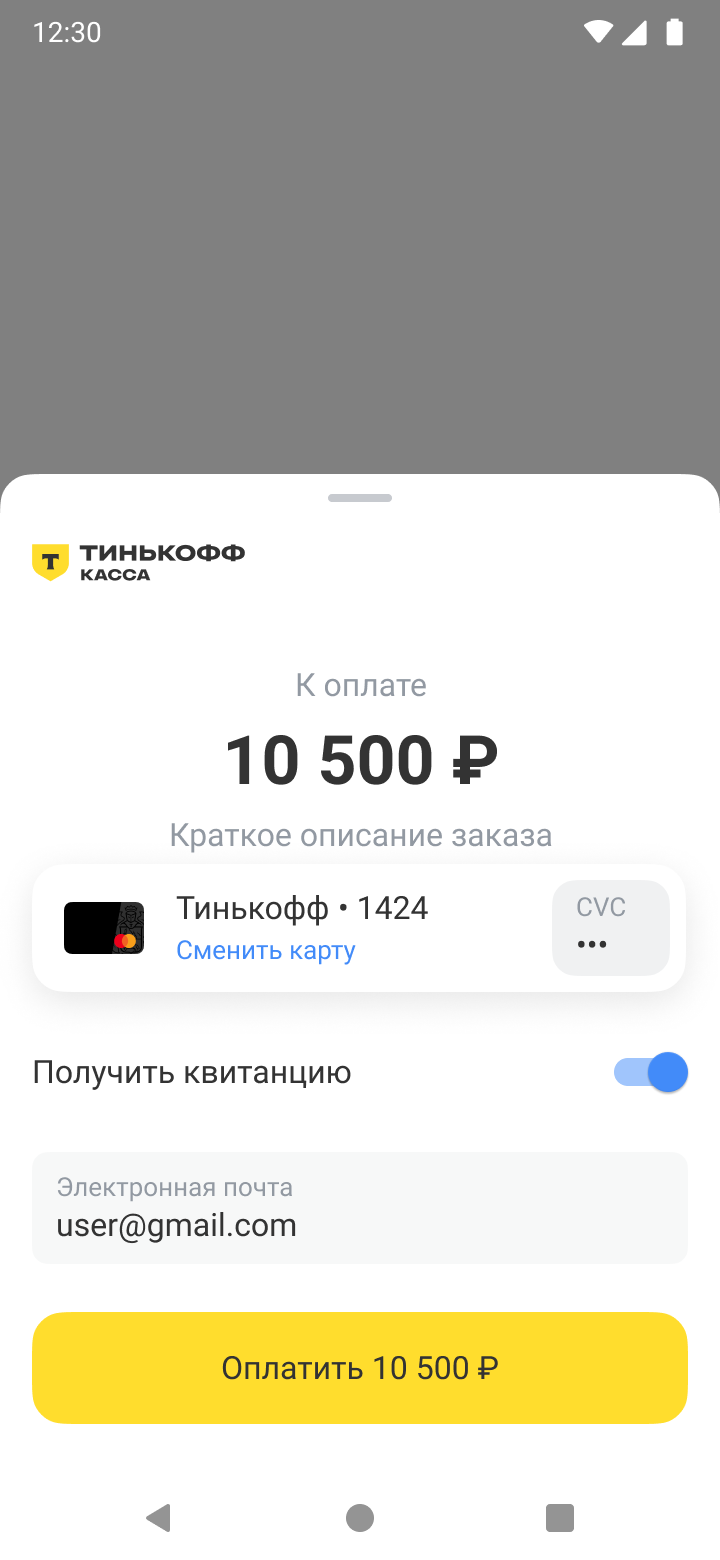 12:30
ТИНЬКОФФ
КАССА
К оплате
10 500 ₽
Краткое описание заказа
Тинькофф • 1424
Сменить карту
CVC
•••
Получить квитанцию
Электронная почта
user@gmail.com
Оплатить 10 500 ₽